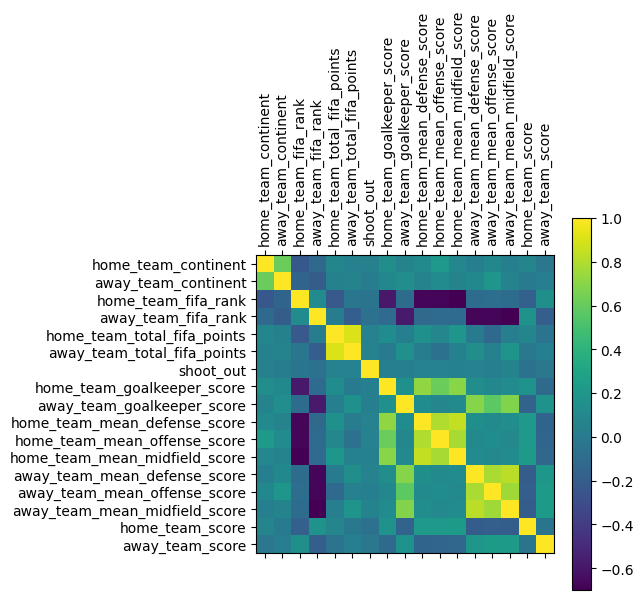 home_team_continent
away_team_continent
home_team_fifa_rank
away_team_fifa_rank
home_team_total_fifa_points
away_team_total_fifa_points
shoot_out
home_team_goalkeeper_score
away_team_goalkeeper_score
home_team_mean_defense_score
home_team_mean_offense_score
home_team_mean_midfield_score
away_team_mean_defense_score
away_team_mean_offense_score
away_team_mean_midfield_score
home_team_score
away_team_score
home_team_continent
away_team_continent
home_team_fifa_rank
away_team_fifa_rank
home_team_total_fifa_points
away_team_total_fifa_points
shoot_out
home_team_goalkeeper_score
away_team_goalkeeper_score
home_team_mean_defense_score
home_team_mean_offense_score
home_team_mean_midfield_score
away_team_mean_defense_score
away_team_mean_offense_score
away_team_mean_midfield_score
home_team_score
away_team_score
1.0
0.8
0.6
0.4
0.2
0.0
−0.2
−0.4
−0.6